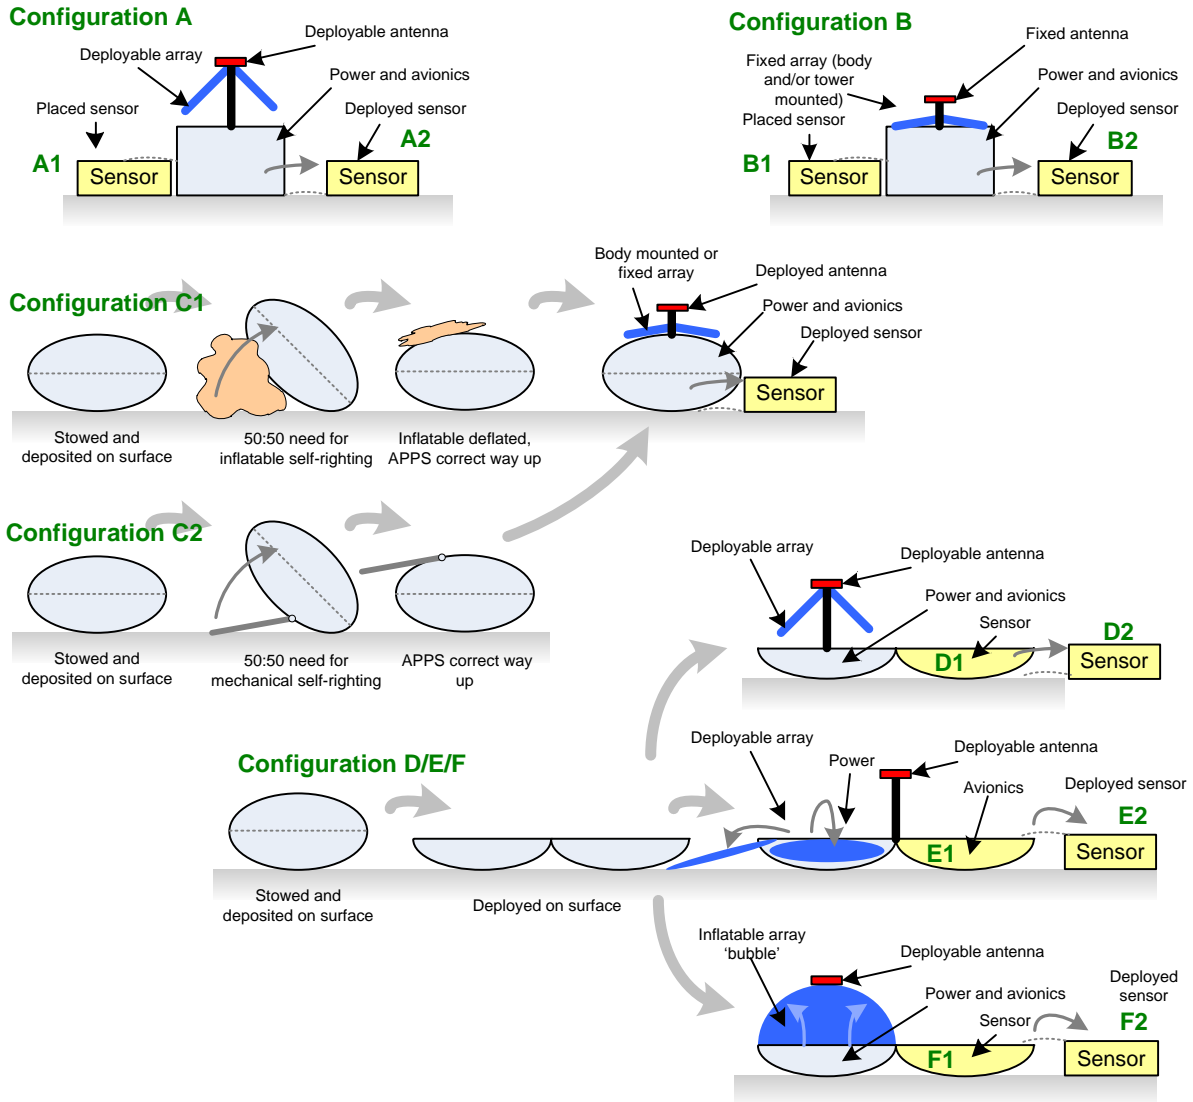 Configuration A
Deployable antenna
Deployable array
Power and avionics
Placed sensor
Deployed sensor
A1
A2
Sensor
Sensor
Configuration B
Fixed antenna
Fixed array (body
and/or tower
mounted)
Power and avionics
Placed sensor
Deployed sensor
B1
B2
Sensor
Sensor
Configuration C1
Body mounted or
fixed array
Deployed antenna
Power and avionics
Deployed sensor
Sensor
Stowed and
deposited on surface
50:50 need for
inflatable self-righting
Inflatable deflated,
APPS correct way up
Configuration C2
Stowed and
deposited on surface
50:50 need for
mechanical self-righting
APPS correct way
up
Deployable array
Deployable antenna
Power and avionics
Sensor
D1
D2
Sensor
Configuration D/E/F
Stowed and
deposited on surface
Deployed on surface
Deployable array
Power
Deployable antenna
Avionics
Deployed sensor
E1
E2
Sensor
Inflatable array
‘bubble’
Deployable antenna
Power and avionics
Sensor
Deployed
sensor
F1
F2
Sensor